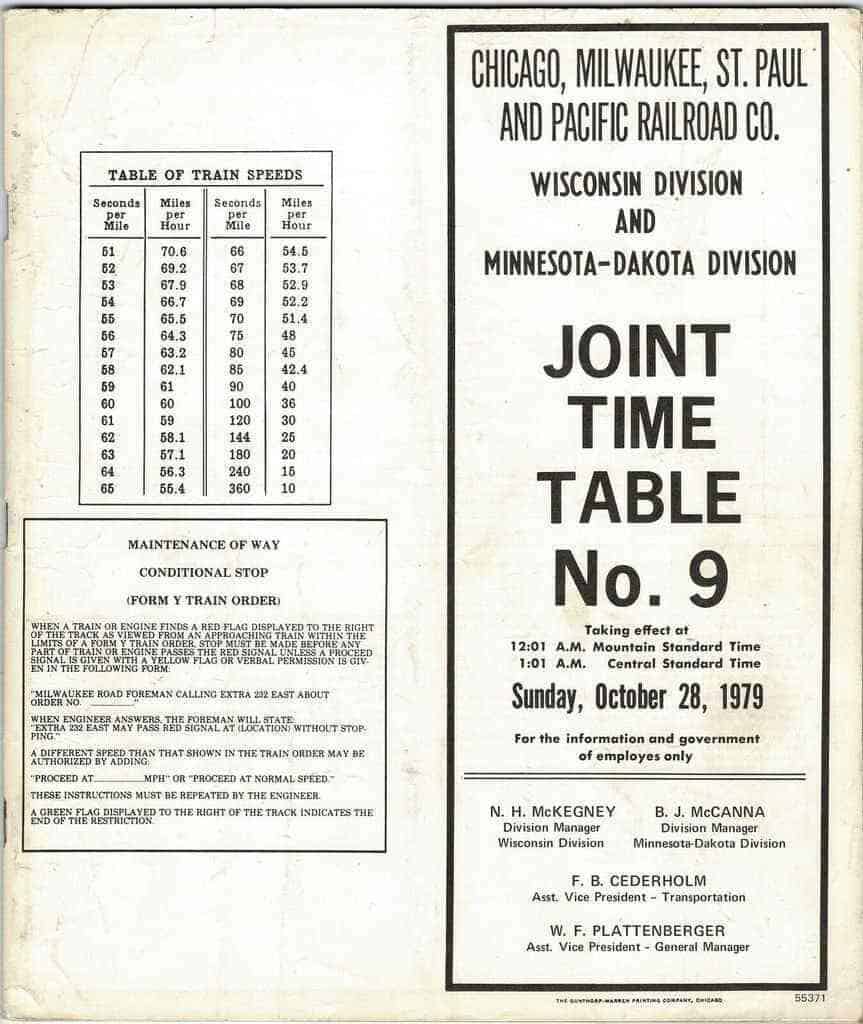 TABLE OF TRAIN SPEEDS
Seconds per Mile Miles per Hour Seconds per Mile Miles per Hour
51 70.6 66 54.5
52 69.2 67 53.7
53 67.9 68 52.9
54 66.7 69 52.2
55 65.5 70 51.4
56 64.3 75 48
57 63.2 80 45
58 62.1 85 42.4
59 61 90 40
60 60 100 36
61 59 120 30
62 58.1 144 25
63 57.1 180 20
64 56.3 240 15
65 55.4 360 10
MAINTENANCE OF WAY
CONDITIONAL STOP
(FORM Y TRAIN ORDER)
WHEN A TRAIN OR ENGINE FINDS A RED FLAG DISPLAYED TO THE RIGHT
OF THE TRACK AS VIEWED FROM AN APPROACHING TRAIN WITHIN THE
LIMITS OF A FORM Y TRAIN ORDER, STOP MUST BE MADE BEFORE ANY
PART OF TRAIN OR ENGINE PASSES THE RED SIGNAL UNLESS A PROCEED
SIGNAL IS GIVEN WITH A YELLOW FLAG OR VERBAL PERMISSION IS GIV-
EN IN THE FOLLOWING FORM:
"MILWAUKEE ROAD FOREMAN CALLING EXTRA 232 EAST ABOUT
ORDER NO. ________."
WHEN ENGINEER ANSWERS, THE FOREMAN WILL STATE:
"EXTRA 232 EAST MAY PASS RED SIGNAL AT (LOCATION) WITHOUT STOP-
PING."
A DIFFERENT SPEED THAN THAT SHOWN IN THE TRAIN ORDER MAY BE
AUTHORIZED BY ADDING:
"PROCEED AT________MPH" OR "PROCEED AT NORMAL SPEED."
THESE INSTRUCTIONS MUST BE REPEATED BY THE ENGINEER.
A GREEN FLAG DISPLAYED TO THE RIGHT OF THE TRACK INDICATES THE
END OF THE RESTRICTION.
CHICAGO, MILWAUKEE, ST. PAUL
AND PACIFIC RAILROAD CO.
WISCONSIN DIVISION
AND
MINNESOTA-DAKOTA DIVISION
JOINT
TIME
TABLE
No. 9
Taking effect at
12:01 A.M. Mountain Standard Time
1:01 A.M. Central Standard Time
Sunday, October 28, 1979
For the information and government
of employes only
N. H. McKEGNEY B. J. McCANNA
Division Manager Division Manager
Wisconsin Division Minnesota-Dakota Division
F. B. CEDERHOLM
Asst. Vice President - Transportation
W. F. PLATTENBERGER
Asst. Vice President - General Manager
THE GUNTHORP-WARREN PRINTING COMPANY, CHICAGO
55371